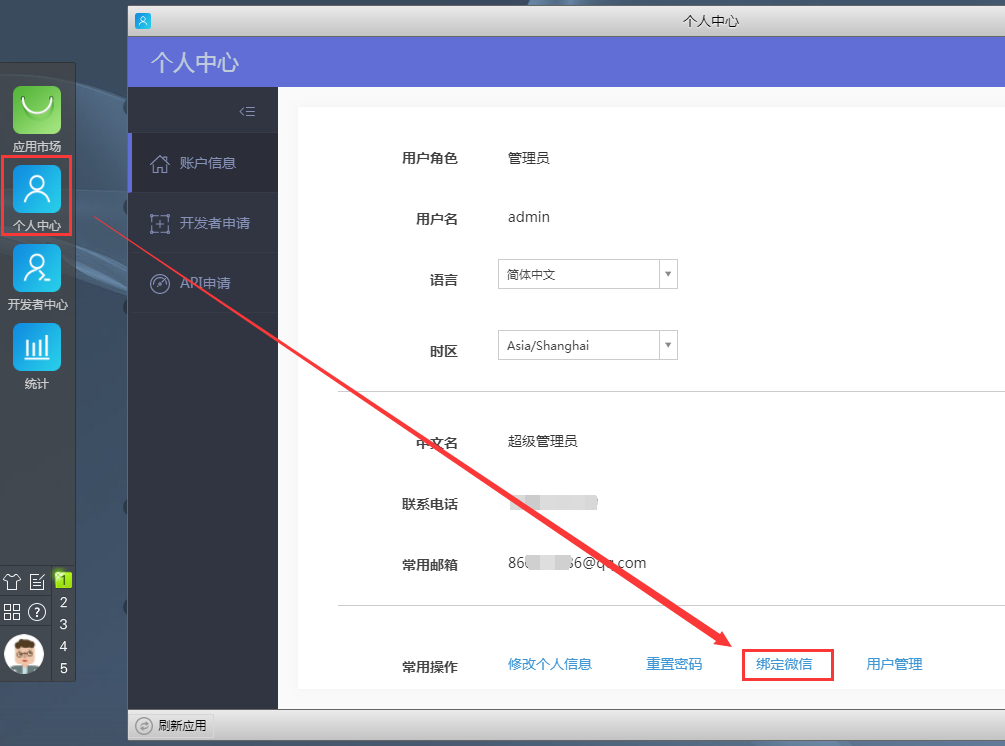 个人中心
个人中心
应用市场
个人中心
开发者中心
统计
1
2
3
4
5
账户信息
开发者申请
API申请
用户角色 管理员
用户名 admin
语言 简体中文
时区 Asia/Shanghai
中文名 超级管理员
联系电话
常用邮箱 86 36@qq.com
常用操作 修改个人信息 重置密码 绑定微信 用户管理
刷新应用